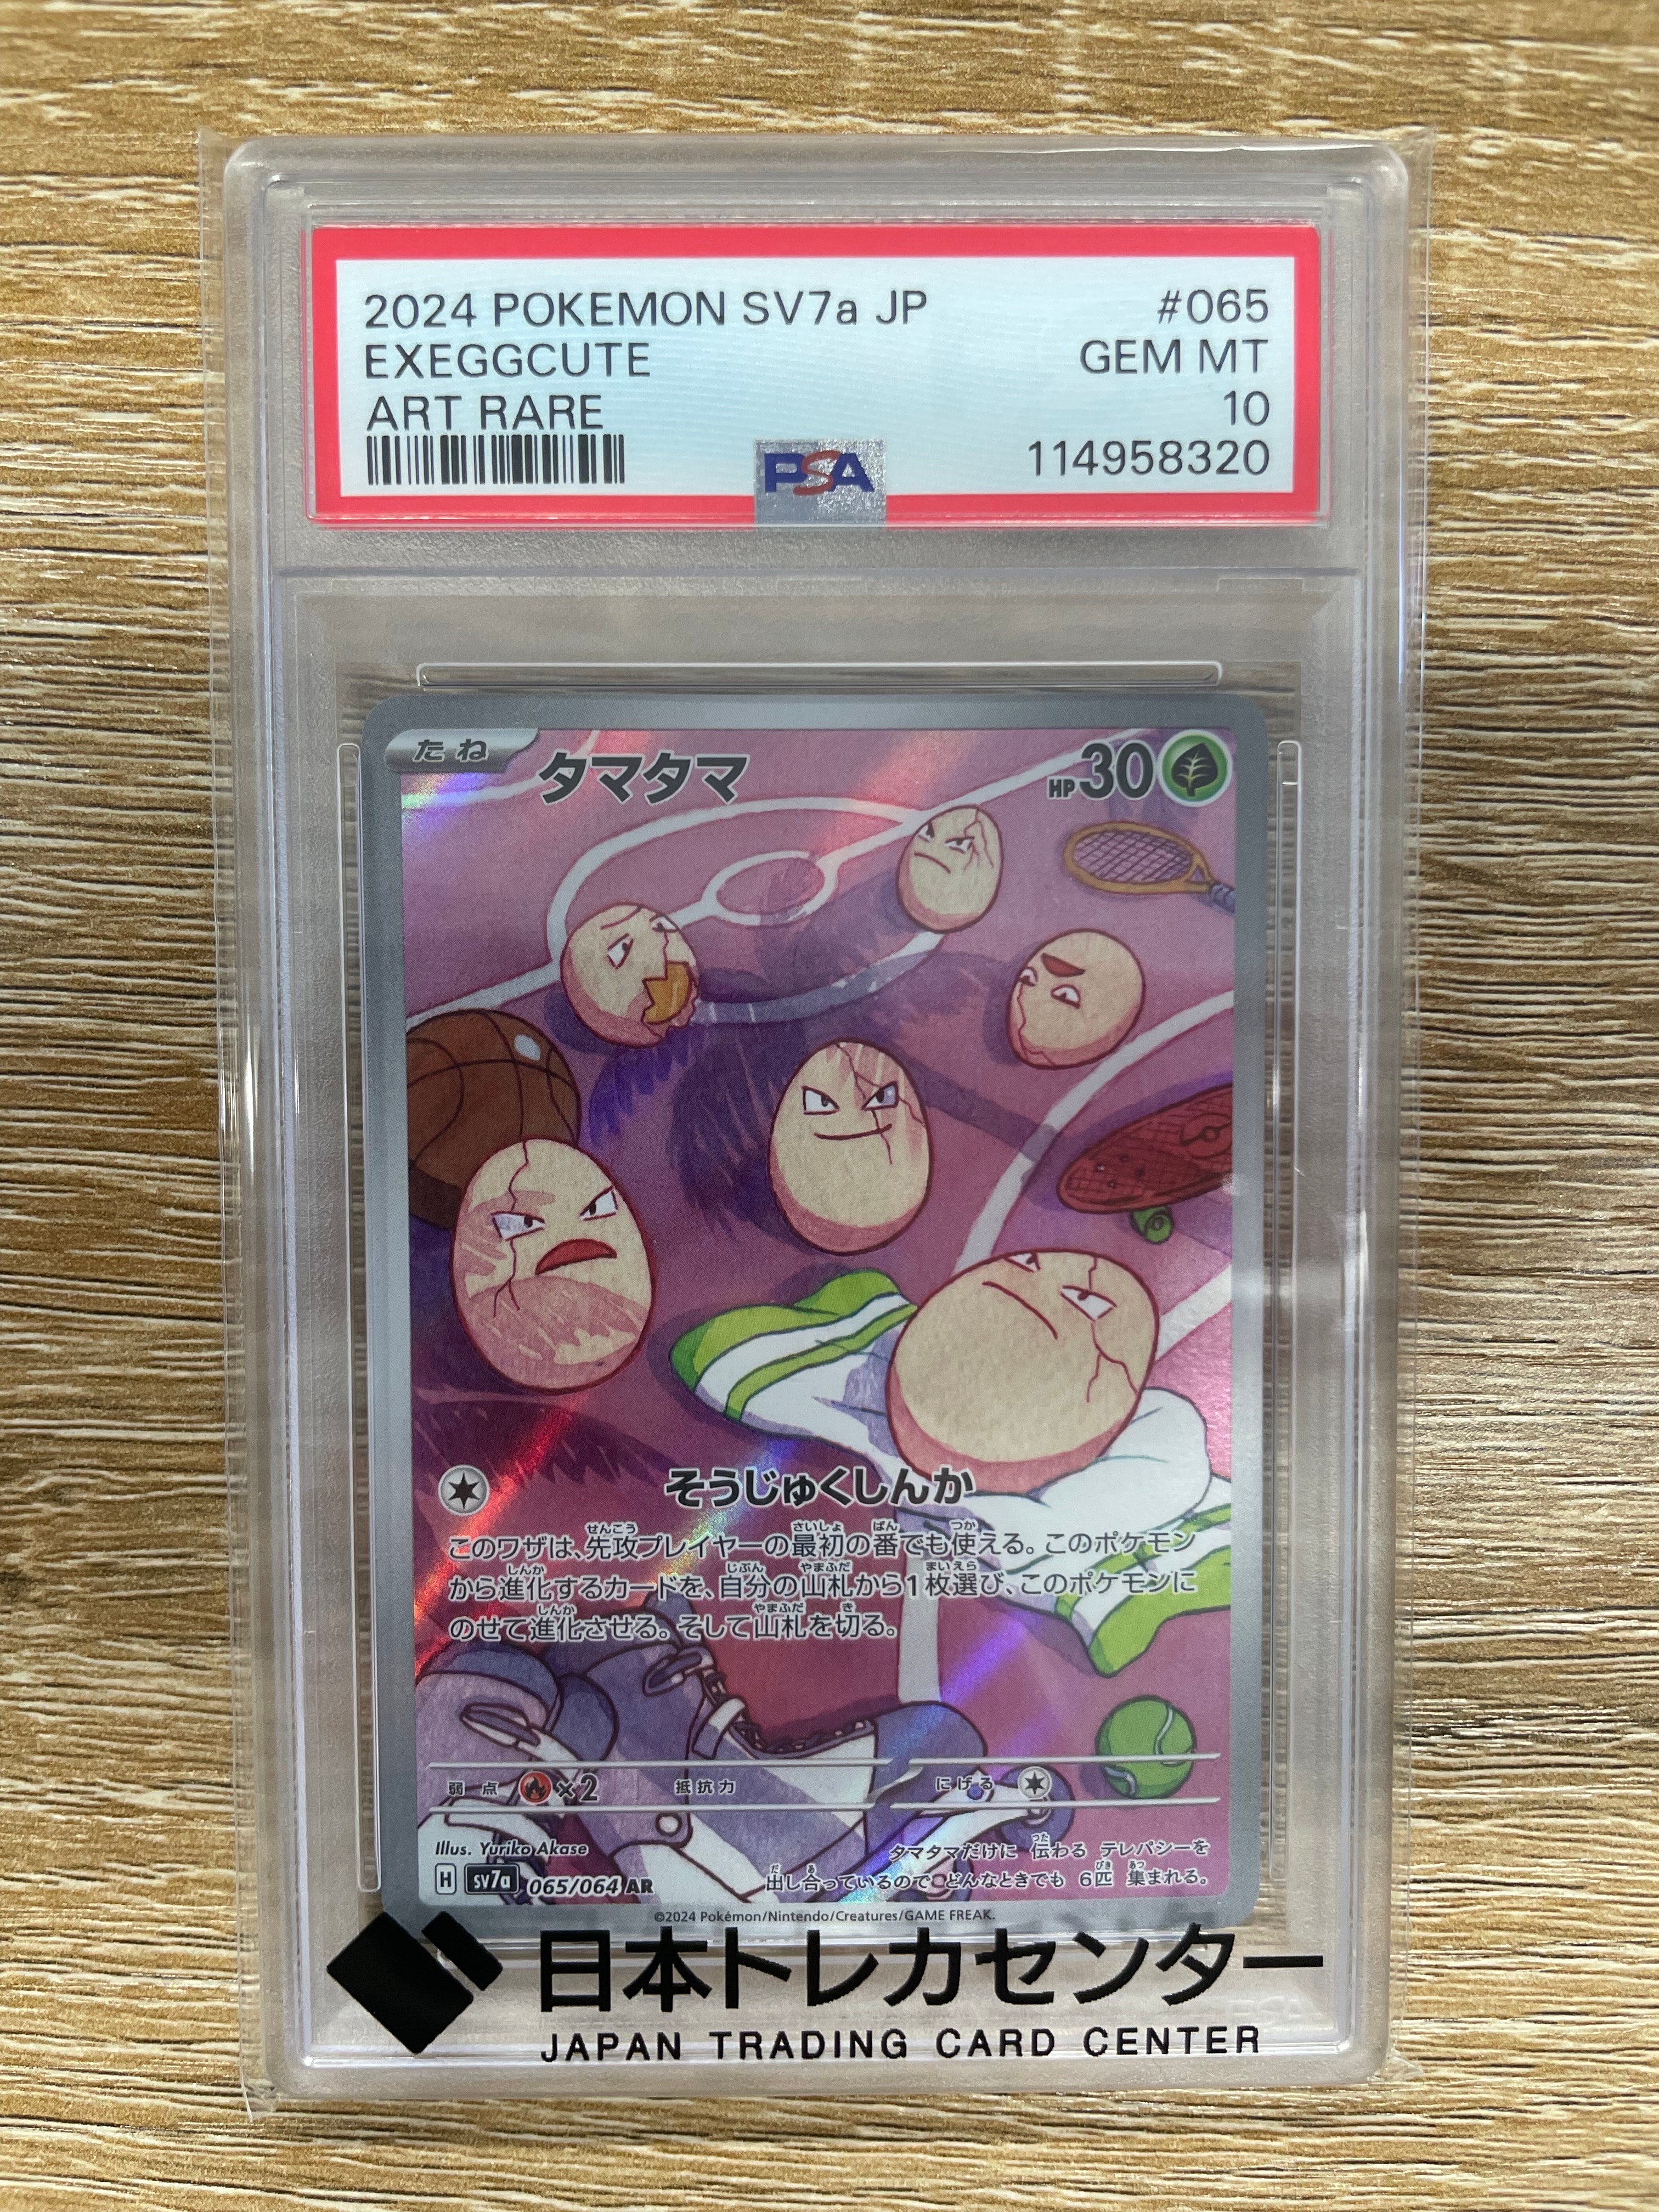 2024 POKEMON SV7a JP #065
EXEGGCUTE GEM MT
ART RARE 10
PSA 114958320
たね タマタマ HP30
そうじゅくしんか
このワザは、先攻プレイヤーの最初の番でも使える。このポケモン
から進化するカードを、自分の山札から1枚選び、このポケモンに
のせて進化させる。そして山札を切る。
弱点 ×2 抵抗力 にげる
Illus. Yuriko Akase
タマタマだけに 伝わる テレパシーを
H sv7a 065/064 AR
出し合っているので どんなときでも 6匹 集まれる。
©2024 Pokémon/Nintendo/Creatures/GAME FREAK.
日本トレカセンター
JAPAN TRADING CARD CENTER